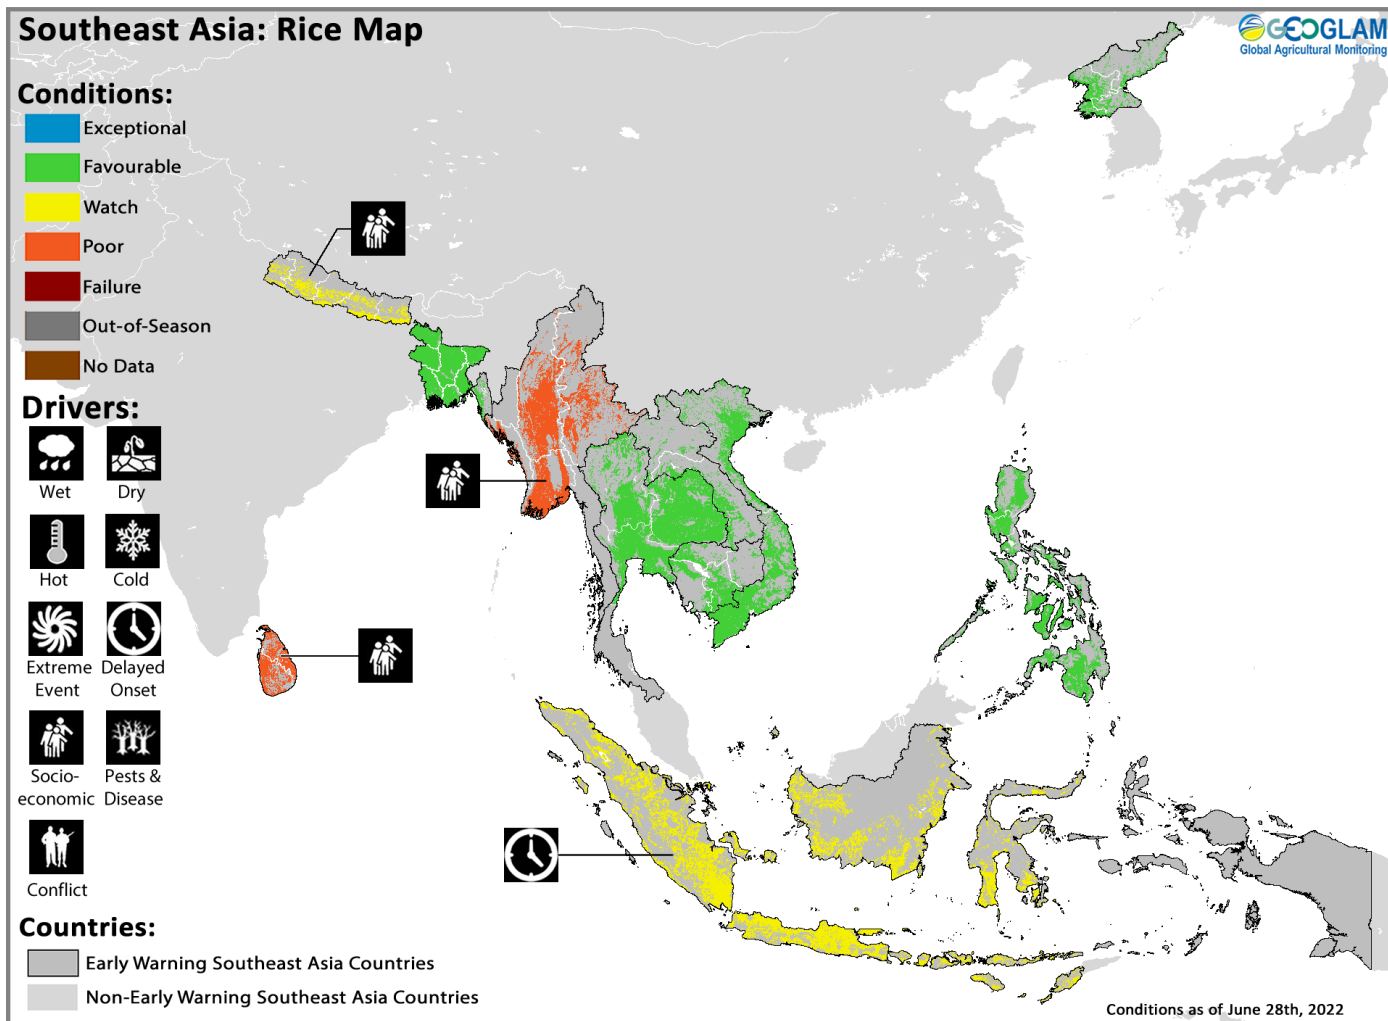 Southeast Asia: Rice Map
GEOGLAM
Global Agricultural Monitoring
Conditions:
Exceptional
Favourable
Watch
Poor
Failure
Out-of-Season
No Data
Drivers:
Wet
Dry
Hot
Cold
Extreme
Event
Delayed
Onset
Socio-
economic
Pests &
Disease
Conflict
Countries:
Early Warning Southeast Asia Countries
Non-Early Warning Southeast Asia Countries
Conditions as of June 28th, 2022